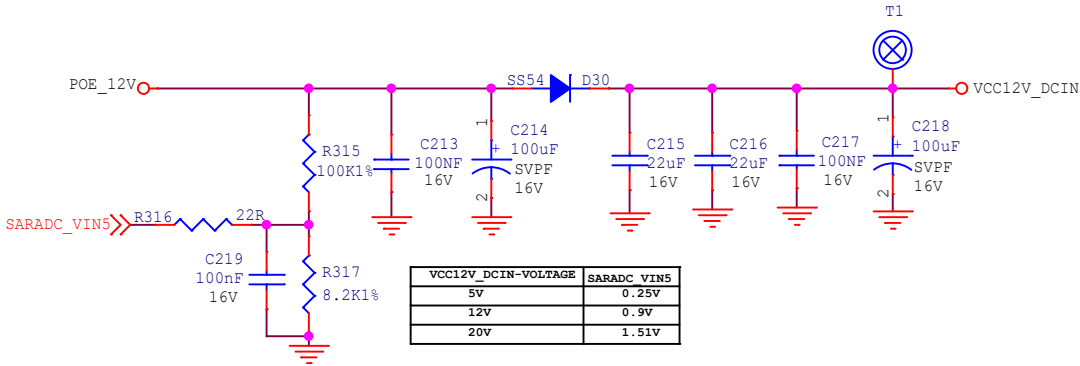 T1
POE_12V
SS54 D30
VCC12V_DCIN
1
1
C213
100NF
16V
C214
100uF
SVPF
16V
C215
22uF
16V
C216
22uF
16V
C217
100NF
16V
C218
100uF
SVPF
16V
+
+
R315
100K1%
2
2
SARADC_VIN5
R316 22R
C219
100nF
16V
R317
8.2K1%
VCC12V_DCIN-VOLTAGE SARADC_VIN5
5V 0.25V
12V 0.9V
20V 1.51V